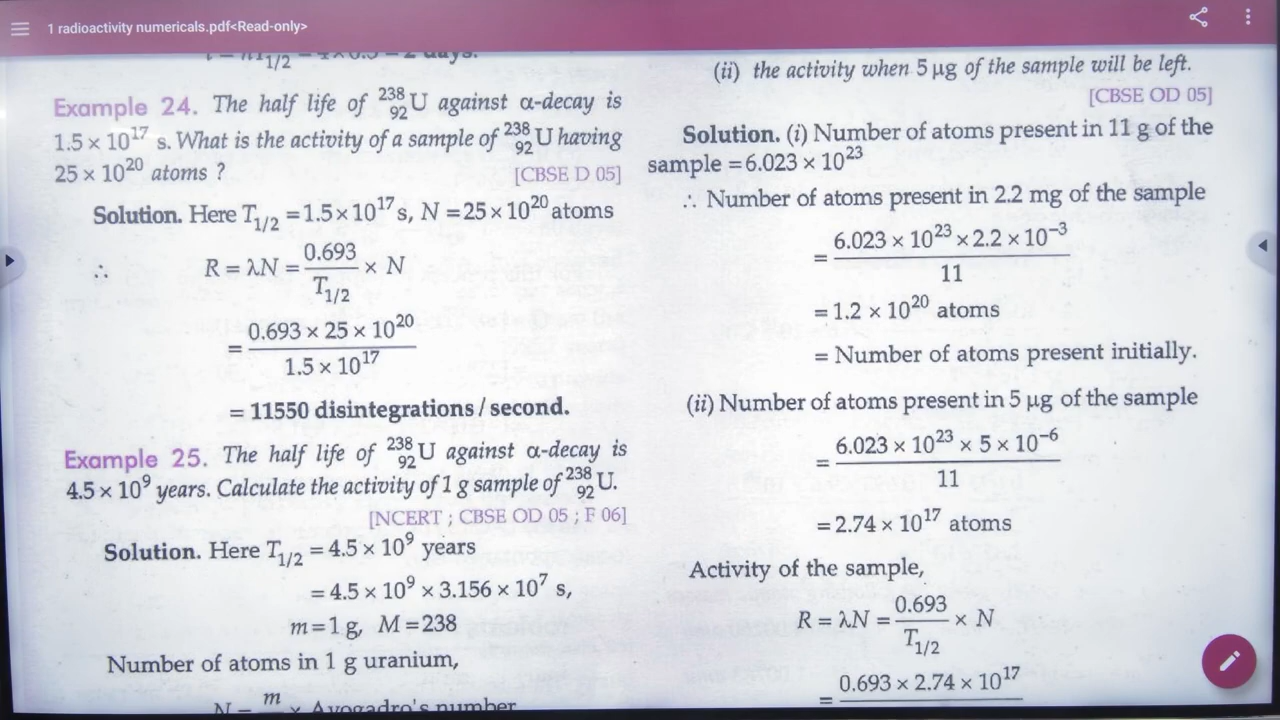 1 radioactivity numericals.pdf<Read-only>
Example 24. The half life of ²³⁸₉₂U against α-decay is
1.5 × 10¹⁷ s. What is the activity of a sample of ²³⁸₉₂U having
25 × 10²⁰ atoms ? [CBSE D 05]
Solution. Here T₁/₂ = 1.5 × 10¹⁷ s, N = 25 × 10²⁰ atoms
∴ R = λN = 0.693 / T₁/₂ × N
= 0.693 × 25 × 10²⁰ / 1.5 × 10¹⁷
= 11550 disintegrations / second.
Example 25. The half life of ²³⁸₉₂U against α-decay is
4.5 × 10⁹ years. Calculate the activity of 1 g sample of ²³⁸₉₂U.
[NCERT ; CBSE OD 05 ; F 06]
Solution. Here T₁/₂ = 4.5 × 10⁹ years
= 4.5 × 10⁹ × 3.156 × 10⁷ s,
m = 1 g, M = 238
Number of atoms in 1 g uranium,
N = m × Avogadro's number
(ii) the activity when 5 μg of the sample will be left.
[CBSE OD 05]
Solution. (i) Number of atoms present in 11 g of the
sample = 6.023 × 10²³
∴ Number of atoms present in 2.2 mg of the sample
= 6.023 × 10²³ × 2.2 × 10⁻³ / 11
= 1.2 × 10²⁰ atoms
= Number of atoms present initially.
(ii) Number of atoms present in 5 μg of the sample
= 6.023 × 10²³ × 5 × 10⁻⁶ / 11
= 2.74 × 10¹⁷ atoms
Activity of the sample,
R = λN = 0.693 / T₁/₂ × N
= 0.693 × 2.74 × 10¹⁷